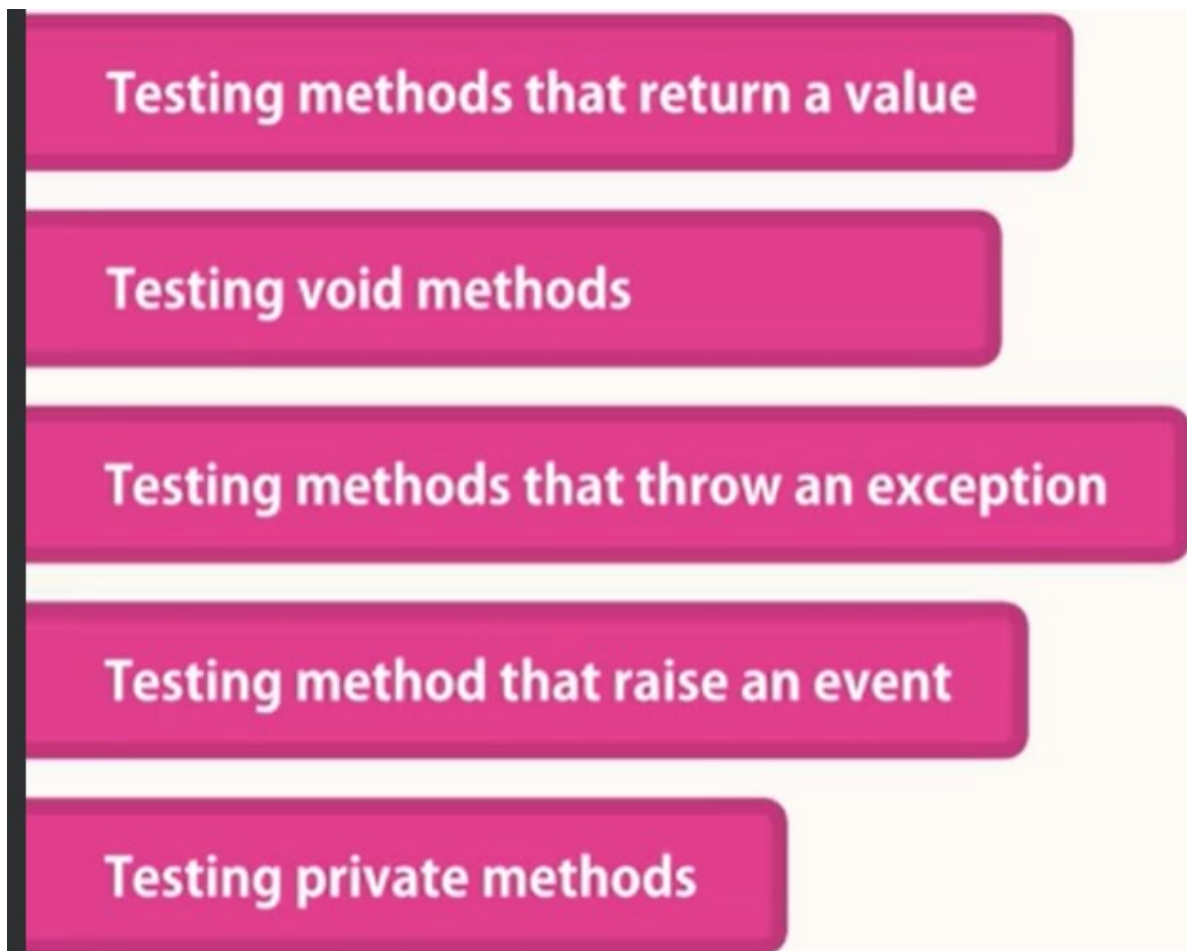 Testing methods that return a value
Testing void methods
Testing methods that throw an exception
Testing method that raise an event
Testing private methods